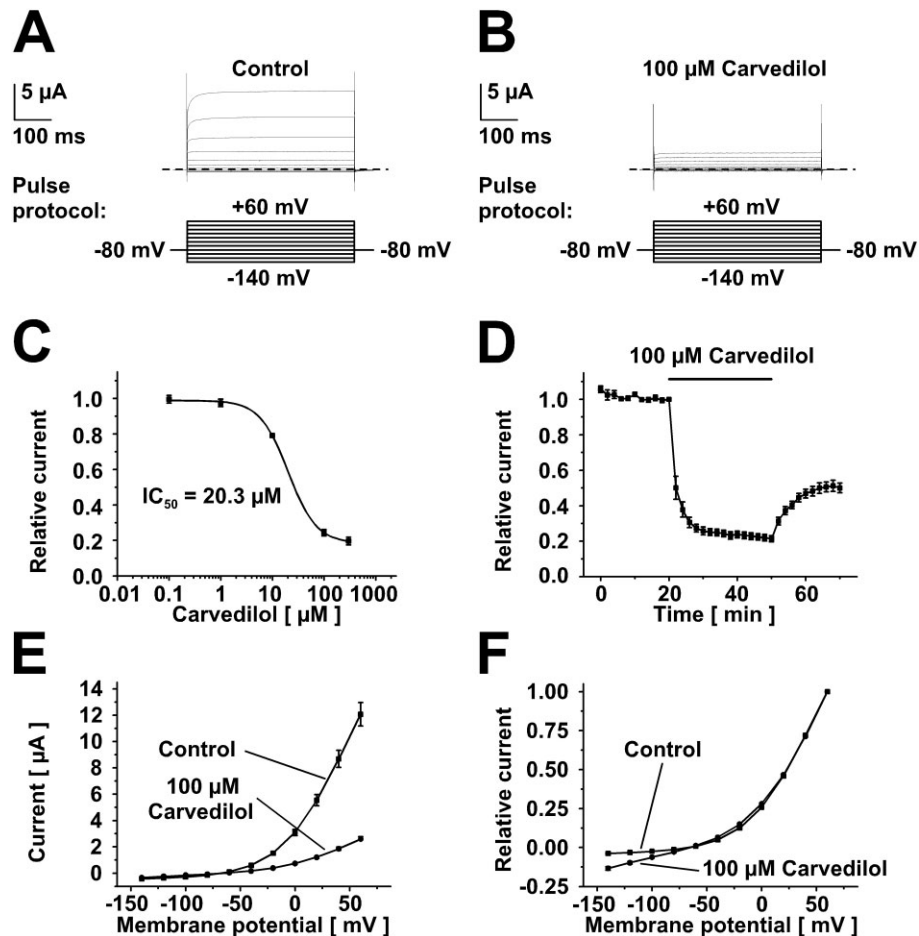 A
Control
5 µA
100 ms
Pulse protocol:
+60 mV
-80 mV
-80 mV
-140 mV
B
100 µM Carvedilol
5 µA
100 ms
Pulse protocol:
+60 mV
-80 mV
-80 mV
-140 mV
C
Relative current
1.0
0.8
0.6
0.4
0.2
0.0
IC50 = 20.3 µM
0.01 0.1 1 10 100 1000
Carvedilol [ µM ]
D
100 µM Carvedilol
Relative current
1.0
0.8
0.6
0.4
0.2
0.0
0 20 40 60
Time [ min ]
E
Current [ µA ]
14
12
10
8
6
4
2
0
Control
100 µM
Carvedilol
-150 -100 -50 0 50
Membrane potential [ mV ]
F
Relative current
1.00
0.75
0.50
0.25
0.00
-0.25
Control
100 µM Carvedilol
-150 -100 -50 0 50
Membrane potential [ mV ]